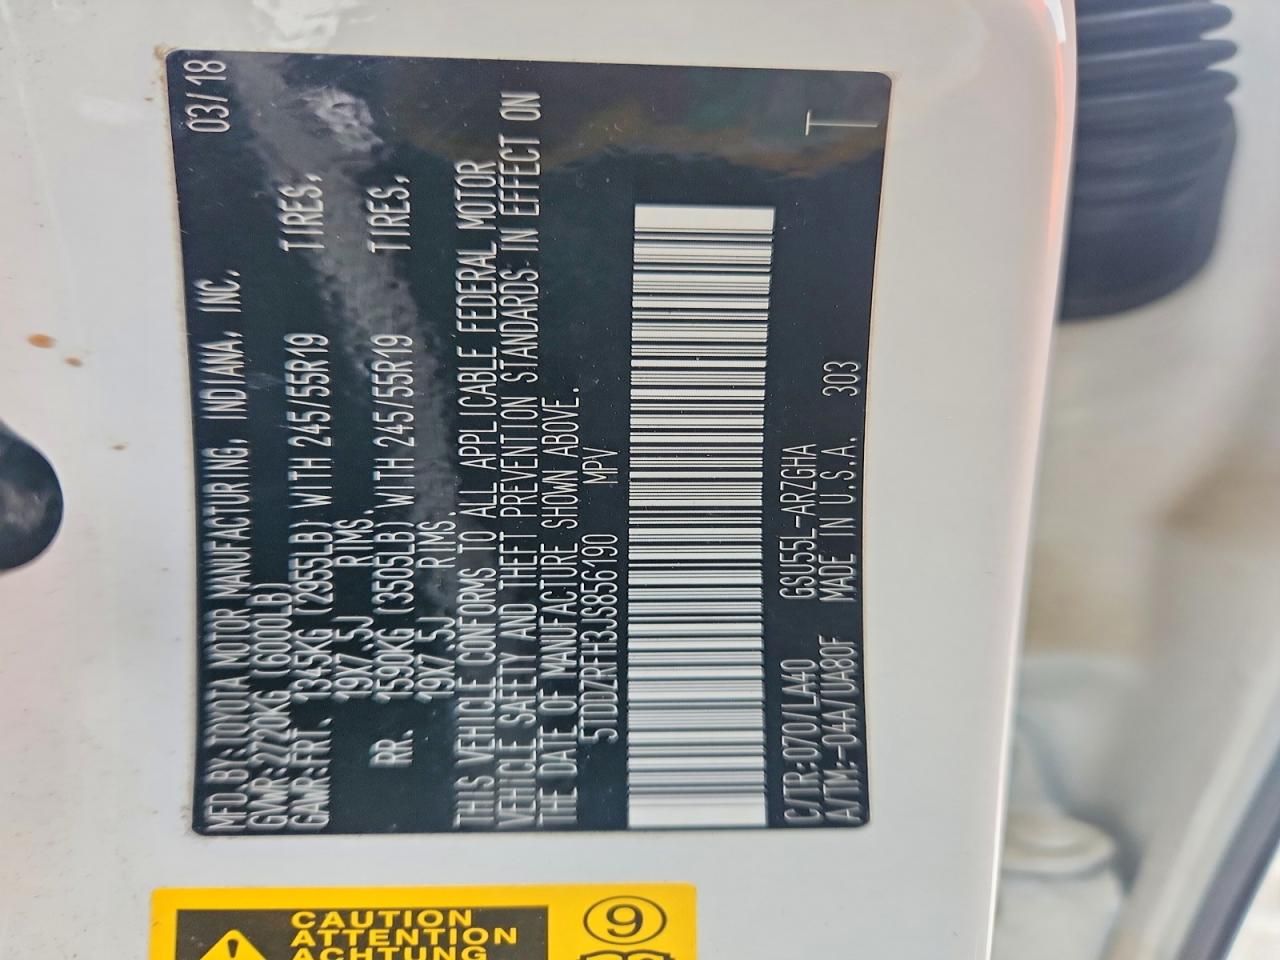 03/18
MFD.BY:TOYOTA MOTOR MANUFACTURING, INDIANA, INC.
GVWR:2720KG (6000LB)
GAWR:FRT. 1345KG (2955LB) WITH 245/55R19 TIRES,
19X7.5J RIMS,
RR. 1590KG (3505LB) WITH 245/55R19 TIRES,
19X7.5J RIMS.
THIS VEHICLE CONFORMS TO ALL APPLICABLE FEDERAL MOTOR
VEHICLE SAFETY AND THEFT PREVENTION STANDARDS IN EFFECT ON
THE DATE OF MANUFACTURE SHOWN ABOVE.
5TDDZRFH3JS856190 MPV
C/TR:070/LA40 GSU55L-ARZGHA T
A/TM:-04A/UA80F MADE IN U.S.A. 303
CAUTION
ATTENTION
ACHTUNG
9